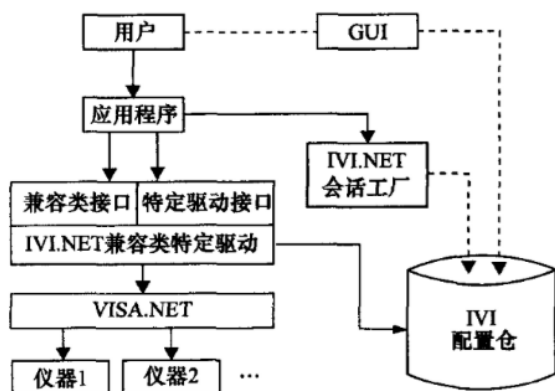 用户
GUI
应用程序
IVI.NET
会话工厂
兼容类接口
特定驱动接口
IVI.NET兼容类特定驱动
VISA.NET
IVI
配置仓
仪器1
仪器2
…